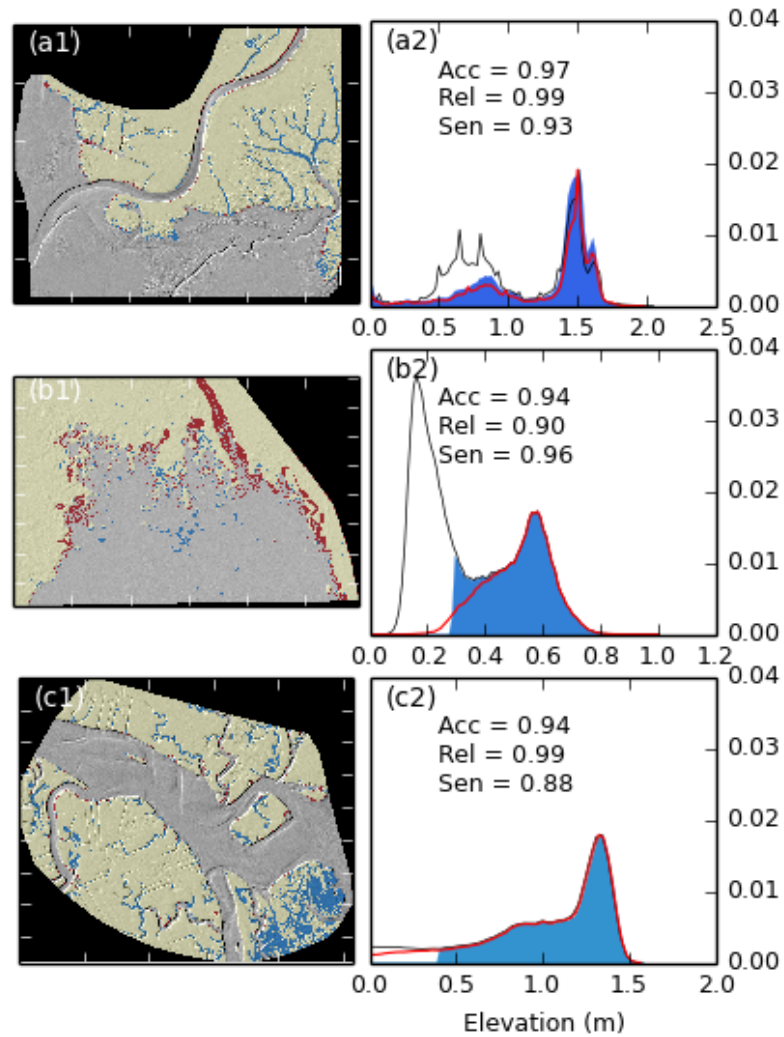 (a1)
(a2)
Acc = 0.97
Rel = 0.99
Sen = 0.93
0.04
0.03
0.02
0.01
0.00
0.0 0.5 1.0 1.5 2.0 2.5
(b1)
(b2)
Acc = 0.94
Rel = 0.90
Sen = 0.96
0.04
0.03
0.02
0.01
0.00
0.0 0.2 0.4 0.6 0.8 1.0 1.2
(c1)
(c2)
Acc = 0.94
Rel = 0.99
Sen = 0.88
0.04
0.03
0.02
0.01
0.00
0.0 0.5 1.0 1.5 2.0
Elevation (m)